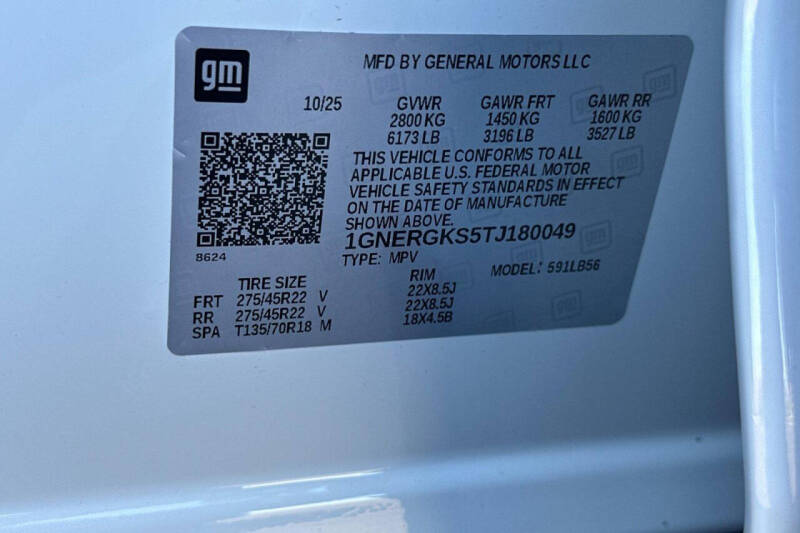 gm
MFD BY GENERAL MOTORS LLC
10/25 GVWR GAWR FRT GAWR RR
2800 KG 1450 KG 1600 KG
6173 LB 3196 LB 3527 LB
THIS VEHICLE CONFORMS TO ALL
APPLICABLE U.S. FEDERAL MOTOR
VEHICLE SAFETY STANDARDS IN EFFECT
ON THE DATE OF MANUFACTURE
SHOWN ABOVE.
8624
1GNERGKS5TJ180049
TYPE: MPV MODEL: 591LB56
TIRE SIZE RIM
FRT 275/45R22 V 22X8.5J
RR 275/45R22 V 22X8.5J
SPA T135/70R18 M 18X4.5B